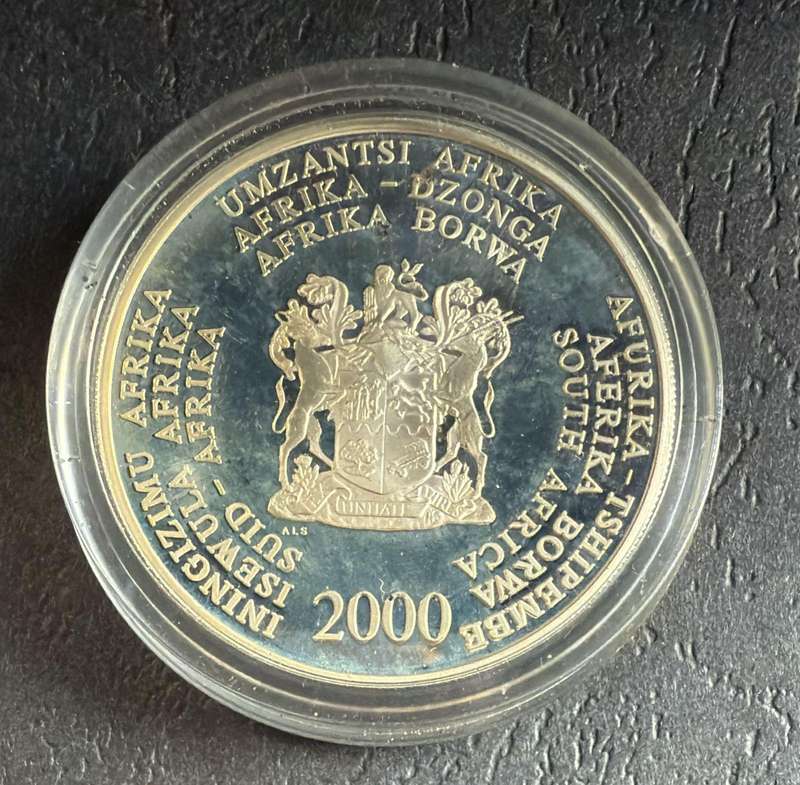 UMZANTSI AFRIKA
AFRIKA - DZONGA
AFRIKA BORWA
AFURIKA - TSHIPEMBE
AFERIKA BORWA
SOUTH AFRICA
ININGIZIMU AFRIKA
ISEWULA AFRIKA
SUID - AFRIKA
ALS
2000